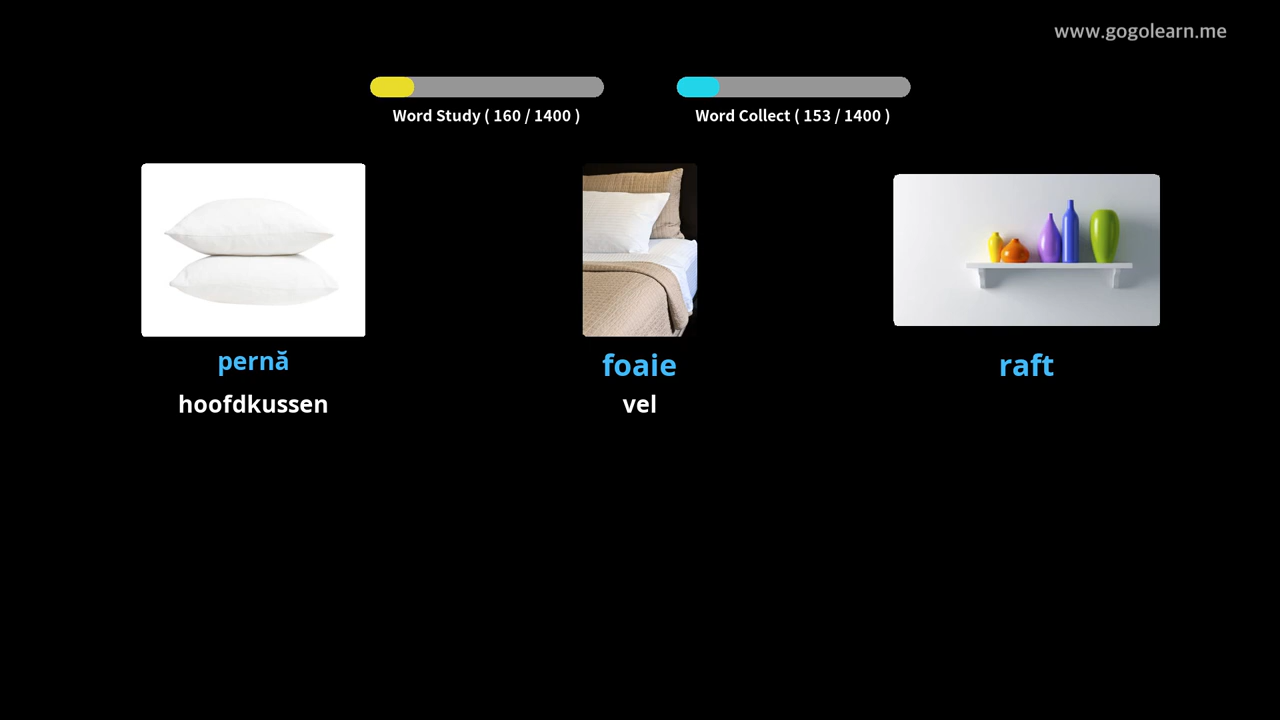 www.gogolearn.me
Word Study ( 160 / 1400 )
Word Collect ( 153 / 1400 )
pernă
foaie
raft
hoofdkussen
vel